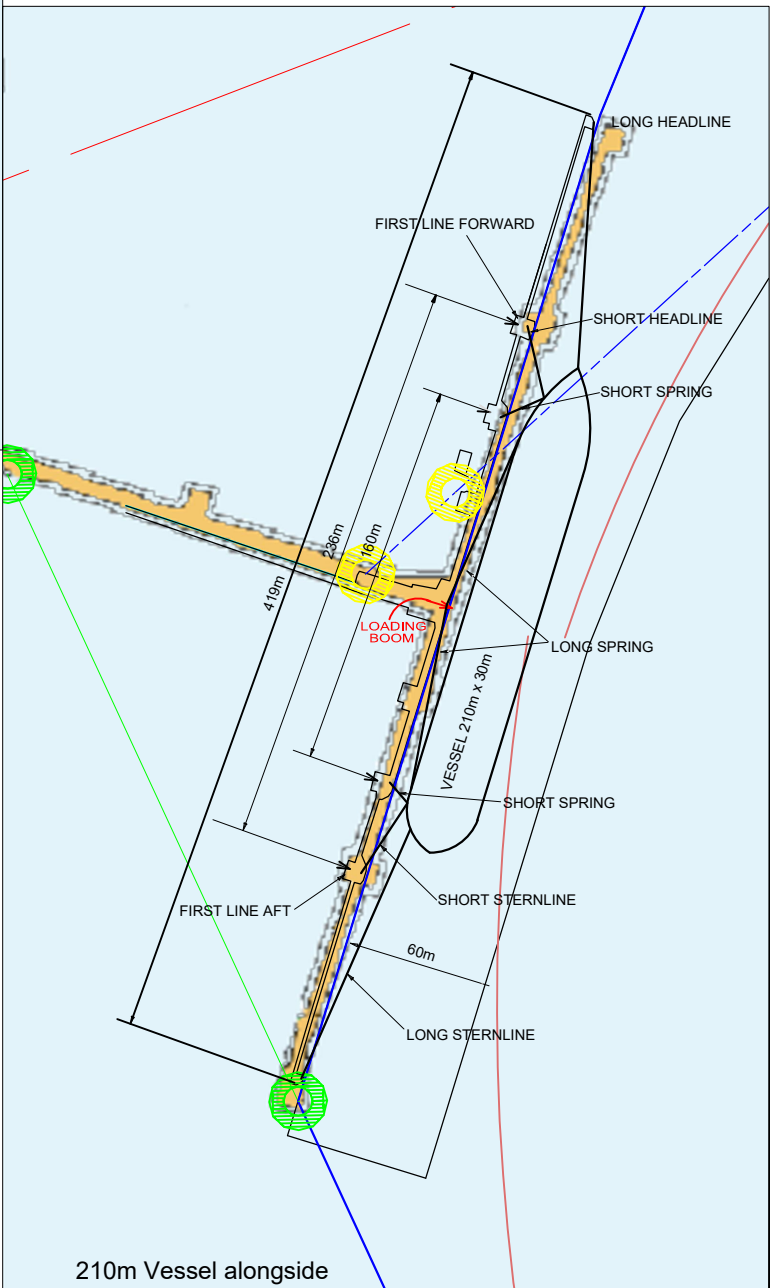 LONG HEADLINE
FIRST LINE FORWARD
SHORT HEADLINE
SHORT SPRING
419m
236m
160m
LOADING
BOOM
LONG SPRING
VESSEL 210m x 30m
SHORT SPRING
SHORT STERNLINE
FIRST LINE AFT
60m
LONG STERNLINE
210m Vessel alongside